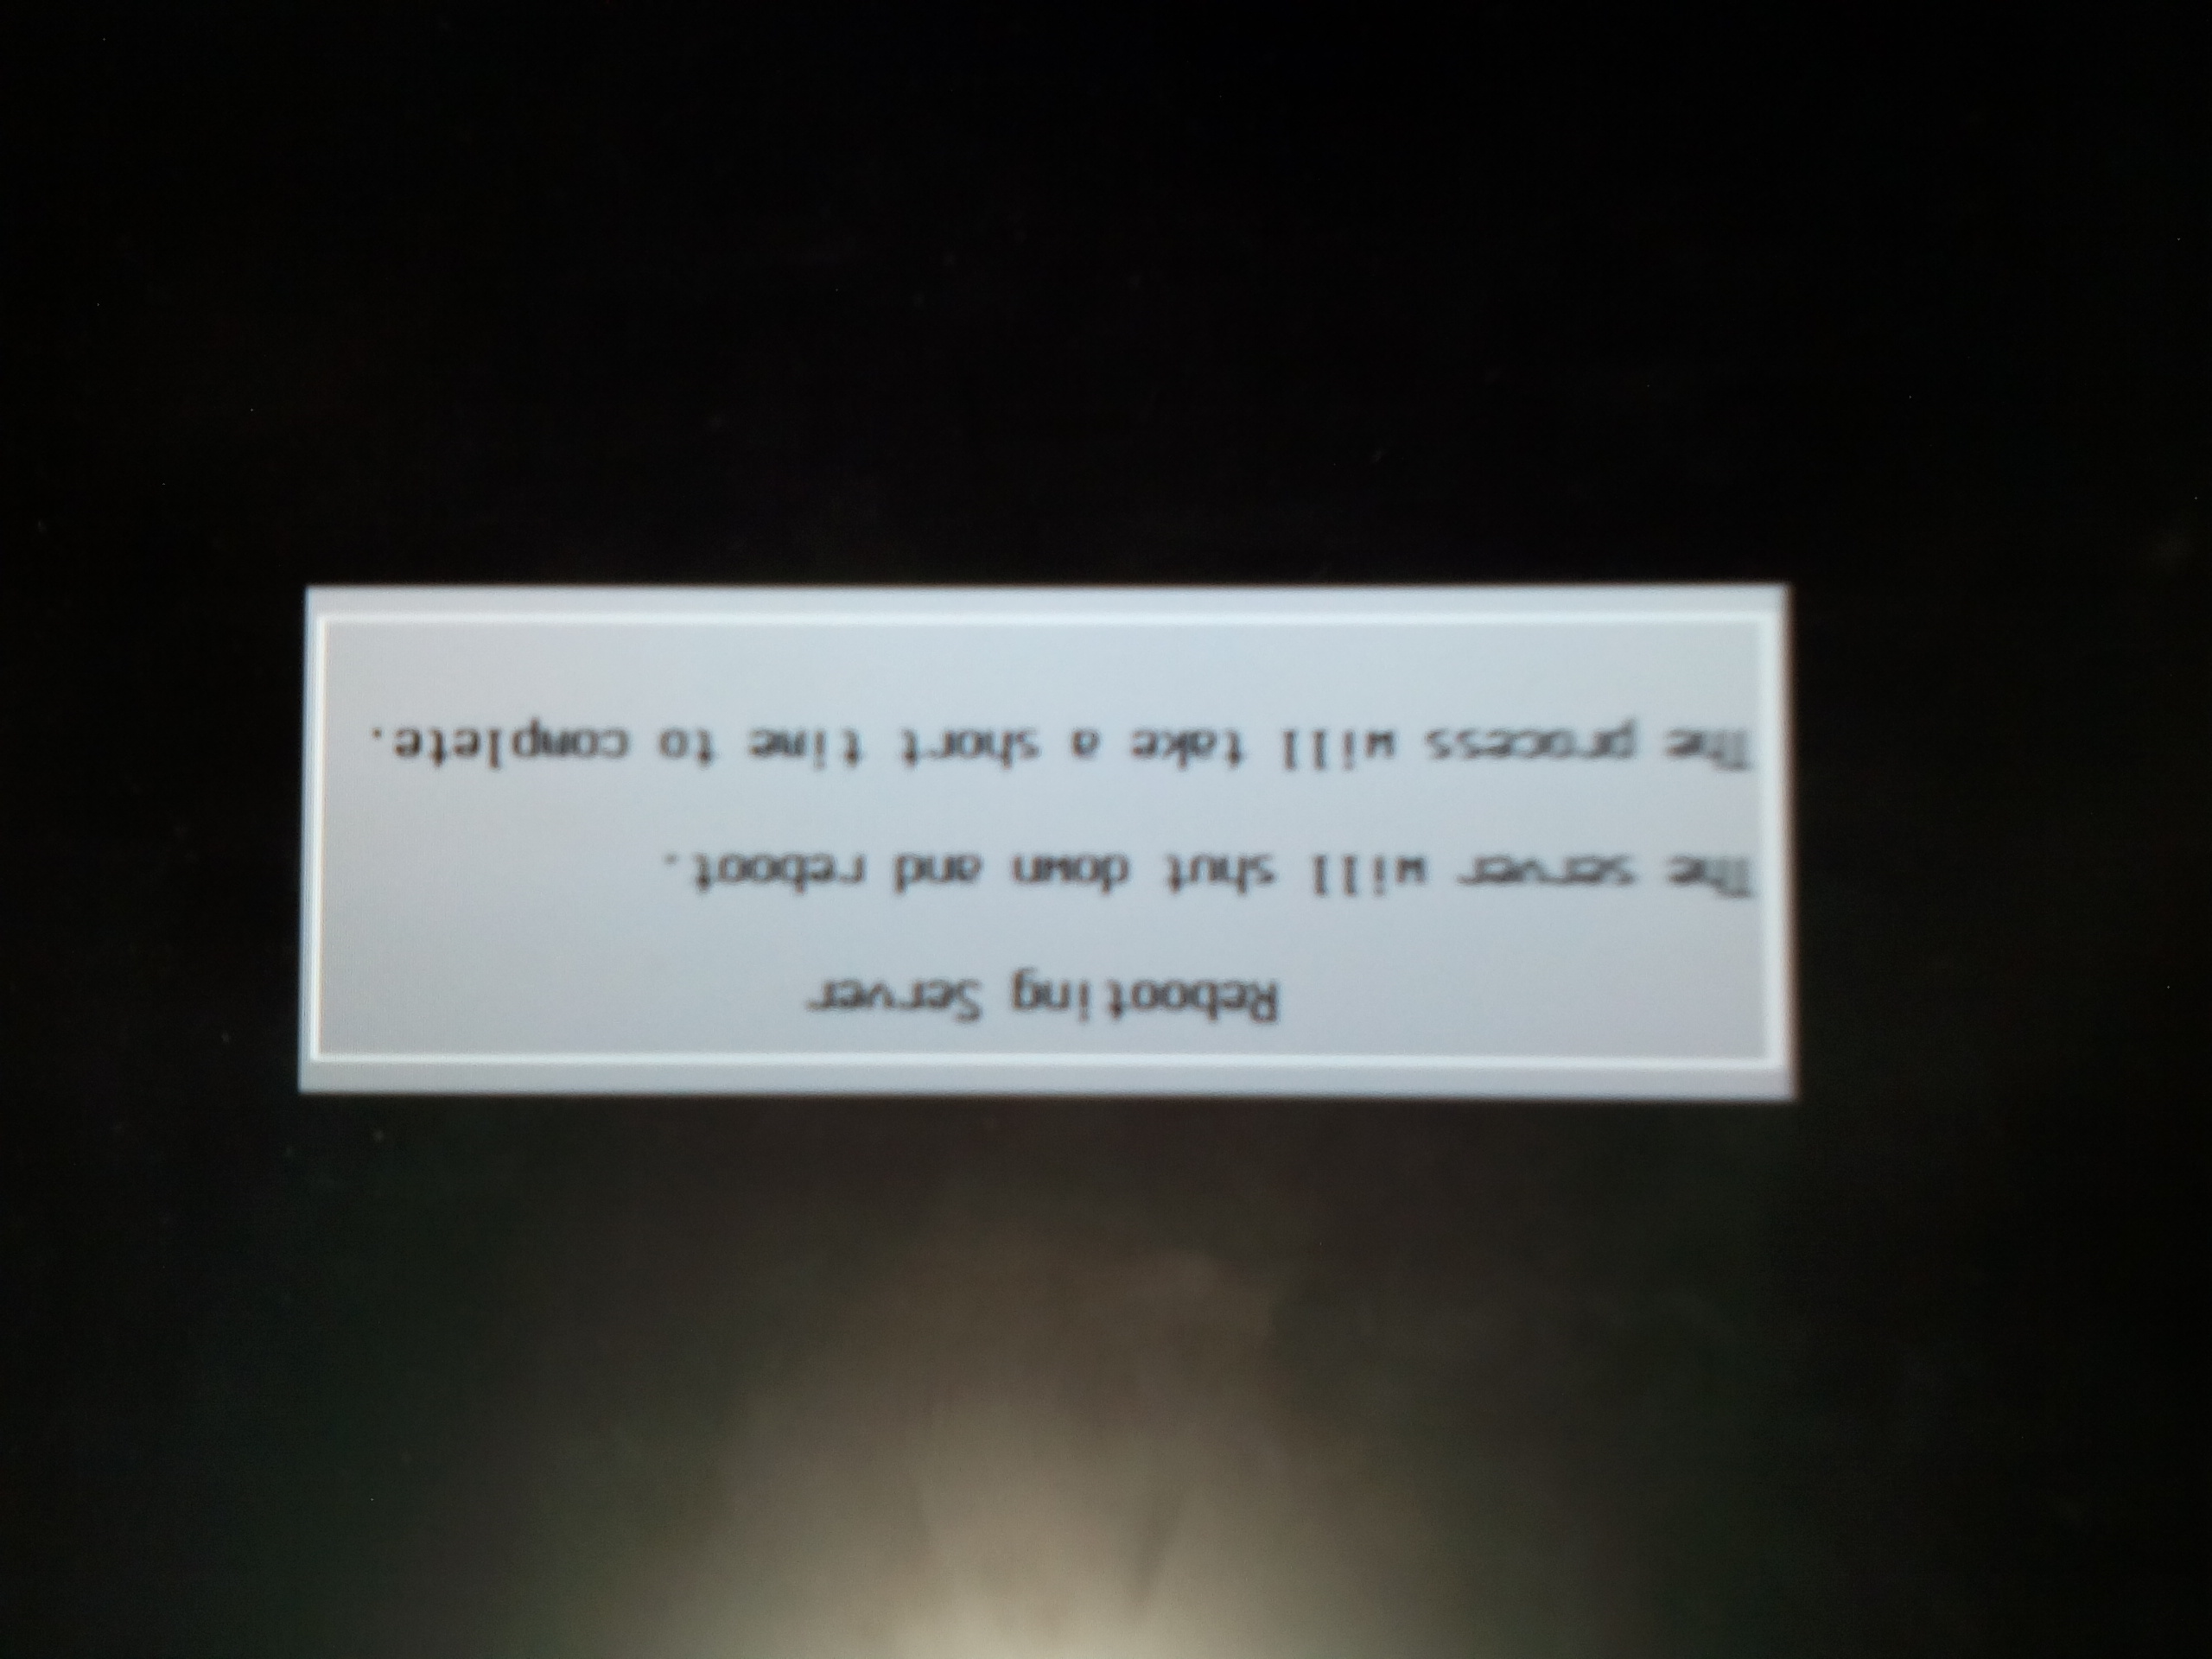 Rebooting Server
The server will shut down and reboot.
The process will take a short time to complete.